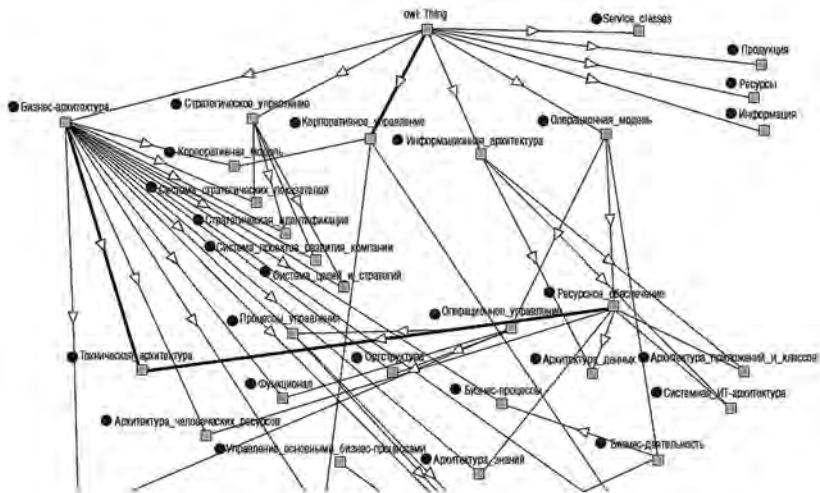 owl: Thing
Service_classes
Продукция
Ресурсы
Информация
Бизнес-архитектура
Стратегическое_управление
Корпоративное_управление
Информационная_архитектура
Операционная_модель
Корпоративная_модель
Система_стратегических_показателей
Стратегическая_идентификация
Система_проектов_развития_компании
Система_целей_и_стратегий
Ресурсное_обеспечение
Процессы_управления
Операционное_управление
Техническая_архитектура
Оргструктура
Архитектура_данных
Архитектура_приложений_и_классов
Функционал
Бизнес-процессы
Системная_ИТ-архитектура
Архитектура_человеческих_ресурсов
Управление_основными_бизнес-процессами
Архитектура_знаний
Бизнес-деятельность